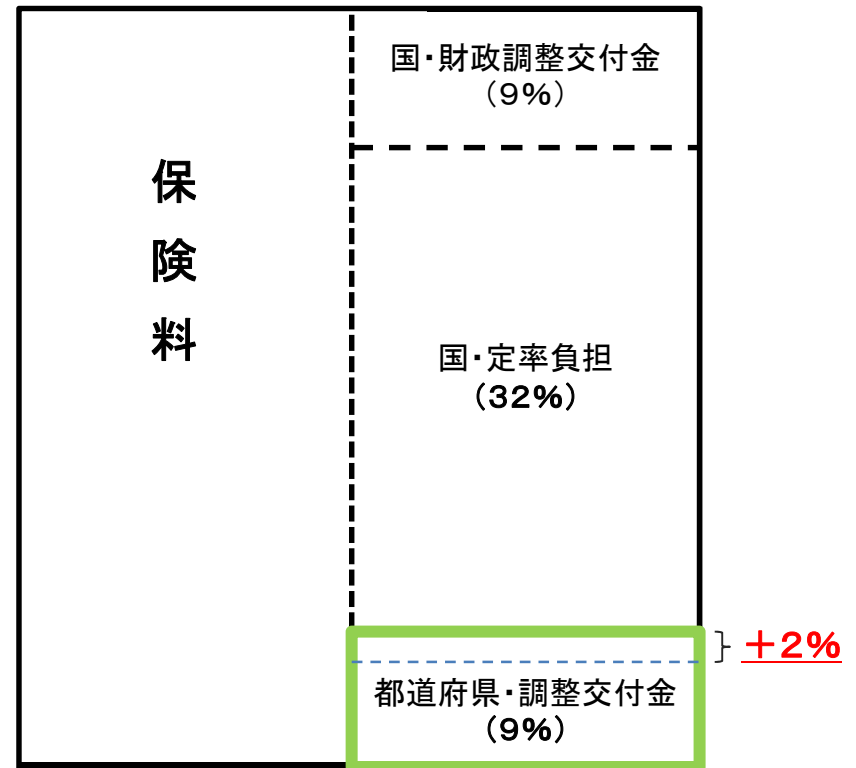 保
険
料
国・財政調整交付金
（9%）
国・定率負担
（32%）
＋2%
都道府県・調整交付金
（9%）